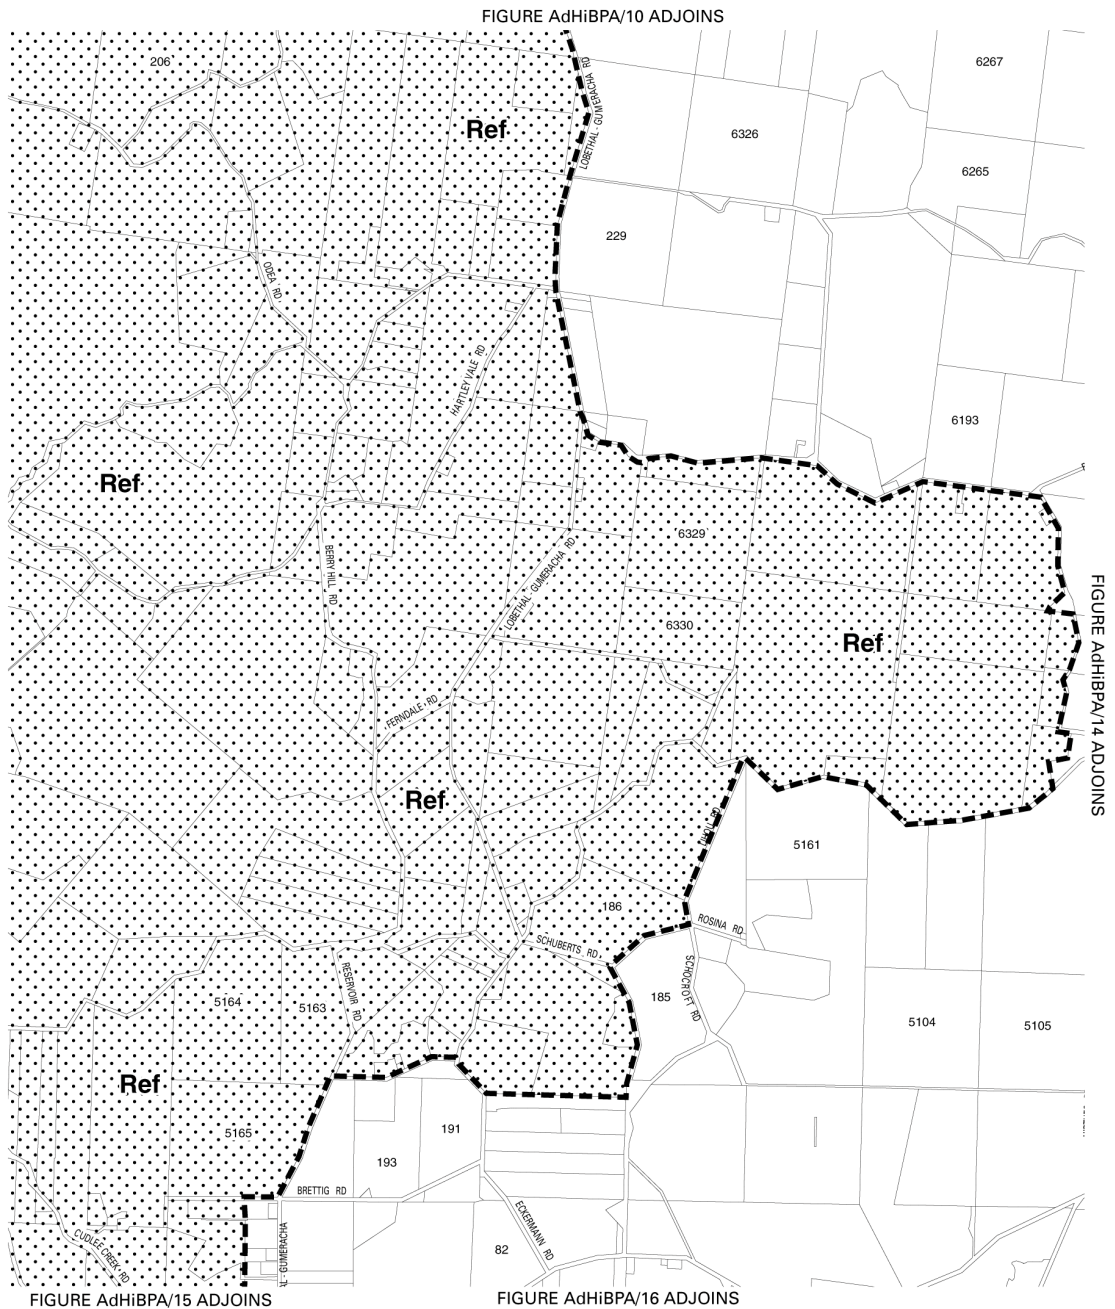 FIGURE AdHiBPA/10 ADJOINS
206
6267
LOBETHAL - GUMERACHA RD
Ref
6326
6265
229
ODEA RD
HARTLEY VALE RD
6193
Ref
6329
BERRY HILL RD
LOBETHAL - GUMERACHA RD
6330
Ref
FIGURE AdHiBPA/14 ADJOINS
FERNDALE RD
Ref
5161
186
ROSINA RD
SCHUBERTS RD
RESERVOIR RD
SCHOCROFT RD
185
5164
5163
5104
5105
Ref
5165
191
193
BRETTIG RD
CUDLEE CREEK RD
AL - GUMERACHA
ECKERMANN RD
82
FIGURE AdHiBPA/15 ADJOINS
FIGURE AdHiBPA/16 ADJOINS